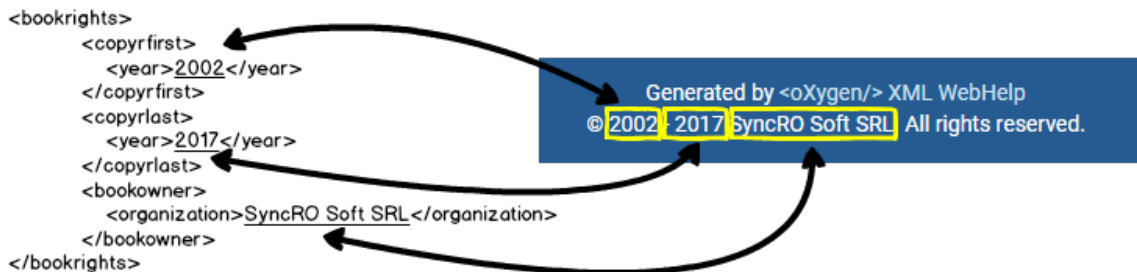 <bookrights>
<copyrfirst>
<year>2002</year>
</copyrfirst>
<copyrlast>
<year>2017</year>
</copyrlast>
<bookowner>
<organization>SyncRO Soft SRL</organization>
</bookowner>
</bookrights>
Generated by <oXygen/> XML WebHelp
© 2002 - 2017 SyncRO Soft SRL. All rights reserved.